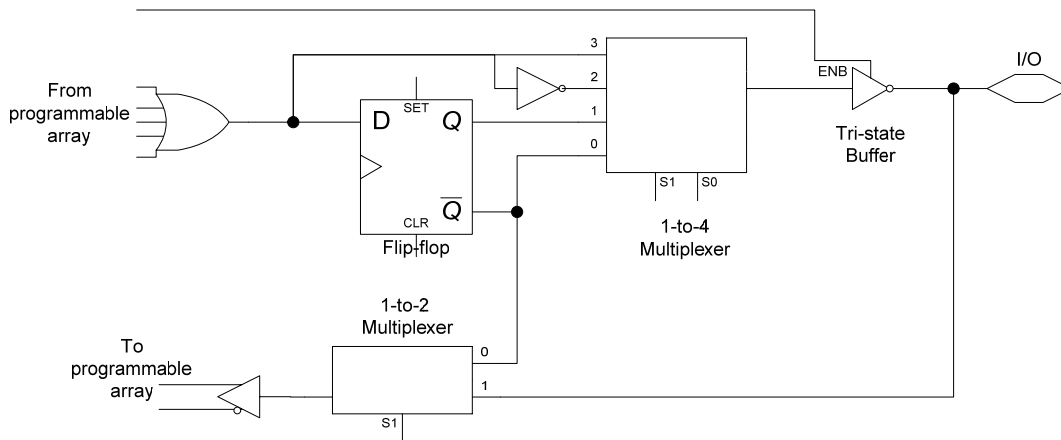 3
I/O
From
programmable
array
ENB
2
SET
D
Q
1
Tri-state
Buffer
0
S1
S0
Q
CLR
Flip-flop
1-to-4
Multiplexer
1-to-2
Multiplexer
To
programmable
array
0
1
S1